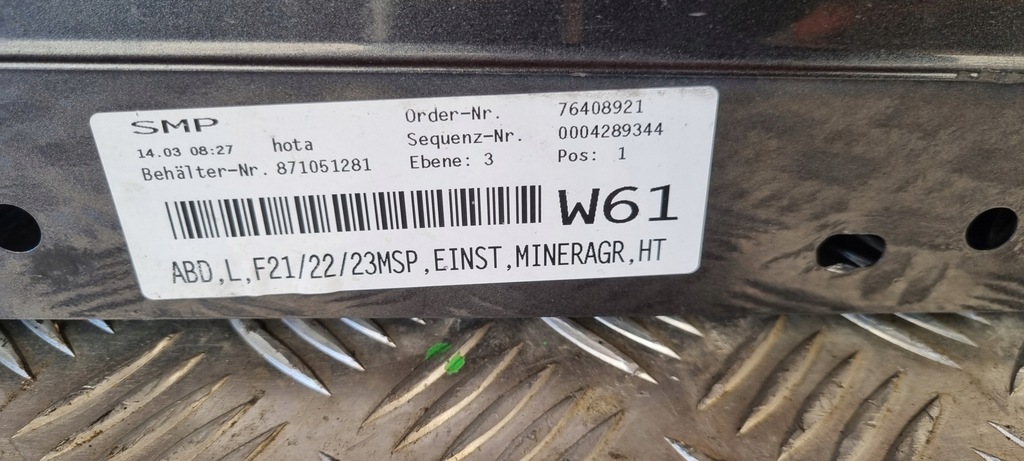 SMP
14.03 08:27 hota
Behälter-Nr. 871051281
Order-Nr. 76408921
Sequenz-Nr. 0004289344
Ebene: 3 Pos: 1
W61
ABD,L,F21/22/23MSP,EINST,MINERAGR,HT